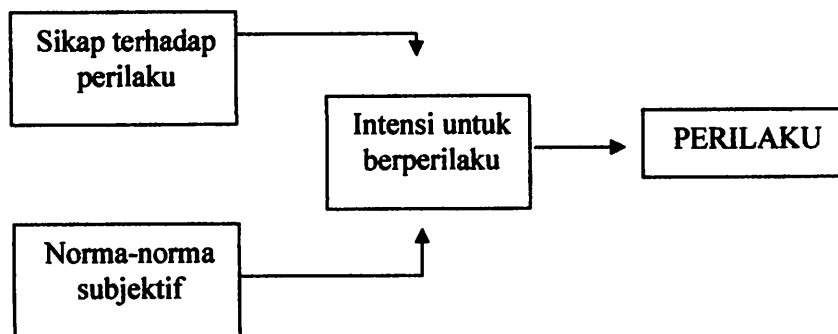 Sikap terhadap
perilaku
Intensi untuk
berperilaku
PERILAKU
Norma-norma
subjektif